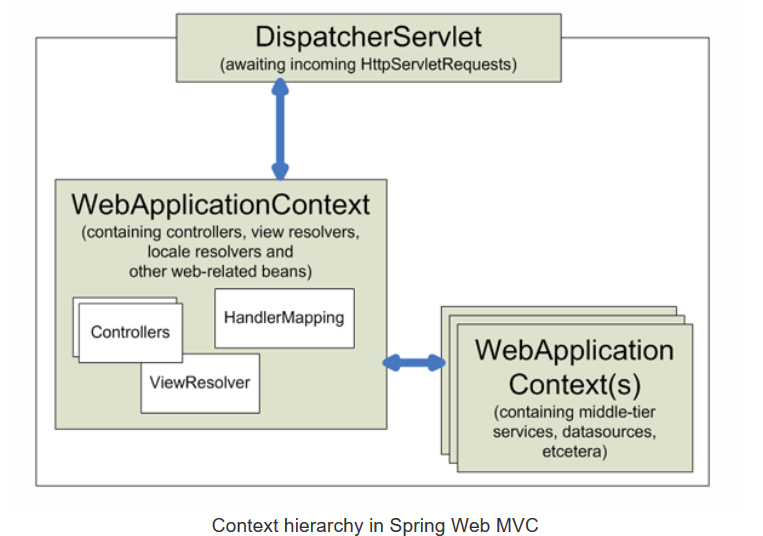 DispatcherServlet
(awaiting incoming HttpServletRequests)
WebApplicationContext
(containing controllers, view resolvers,
locale resolvers and
other web-related beans)
HandlerMapping
Controllers
ViewResolver
WebApplication
Context(s)
(containing middle-tier
services, datasources,
etcetera)
Context hierarchy in Spring Web MVC